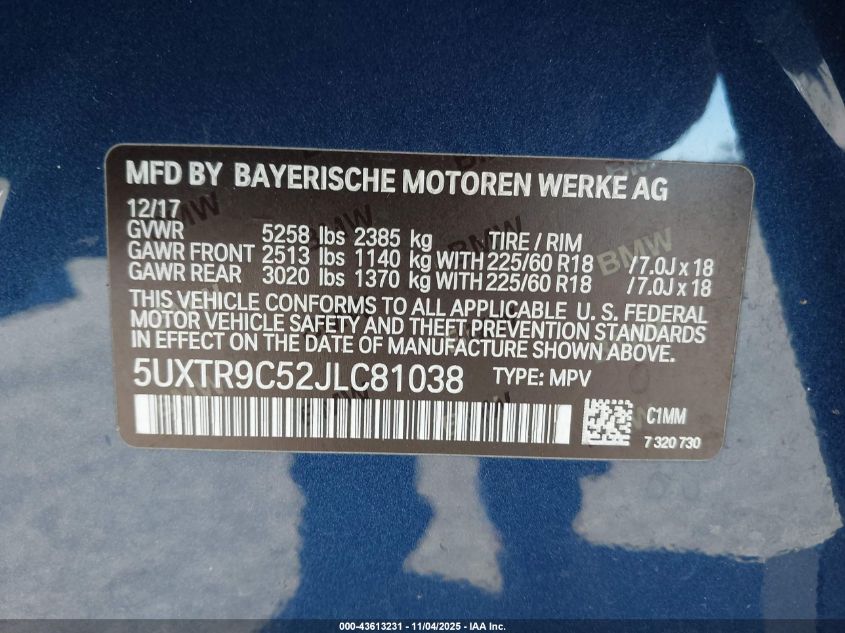 MFD BY BAYERISCHE MOTOREN WERKE AG
12/17
GVWR 5258 lbs 2385 kg TIRE / RIM
GAWR FRONT 2513 lbs 1140 kg WITH 225/60 R18 /7.0J x 18
GAWR REAR 3020 lbs 1370 kg WITH 225/60 R18 /7.0J x 18
THIS VEHICLE CONFORMS TO ALL APPLICABLE U. S. FEDERAL
MOTOR VEHICLE SAFETY AND THEFT PREVENTION STANDARDS
IN EFFECT ON THE DATE OF MANUFACTURE SHOWN ABOVE.
5UXTR9C52JLC81038 TYPE: MPV
C1MM
7 320 730
000-43613231 - 11/04/2025 - IAA Inc.